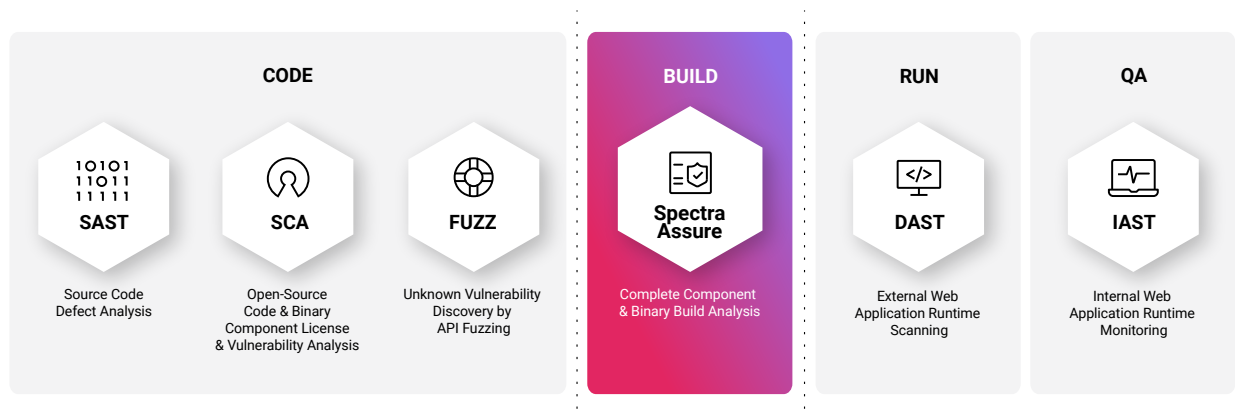 CODE
10101
11011
11111
SAST
Source Code
Defect Analysis
SCA
Open-Source
Code & Binary
Component License
& Vulnerability Analysis
FUZZ
Unknown Vulnerability
Discovery by
API Fuzzing
BUILD
Spectra
Assure
Complete Component
& Binary Build Analysis
RUN
</>
DAST
External Web
Application Runtime
Scanning
QA
IAST
Internal Web
Application Runtime
Monitoring